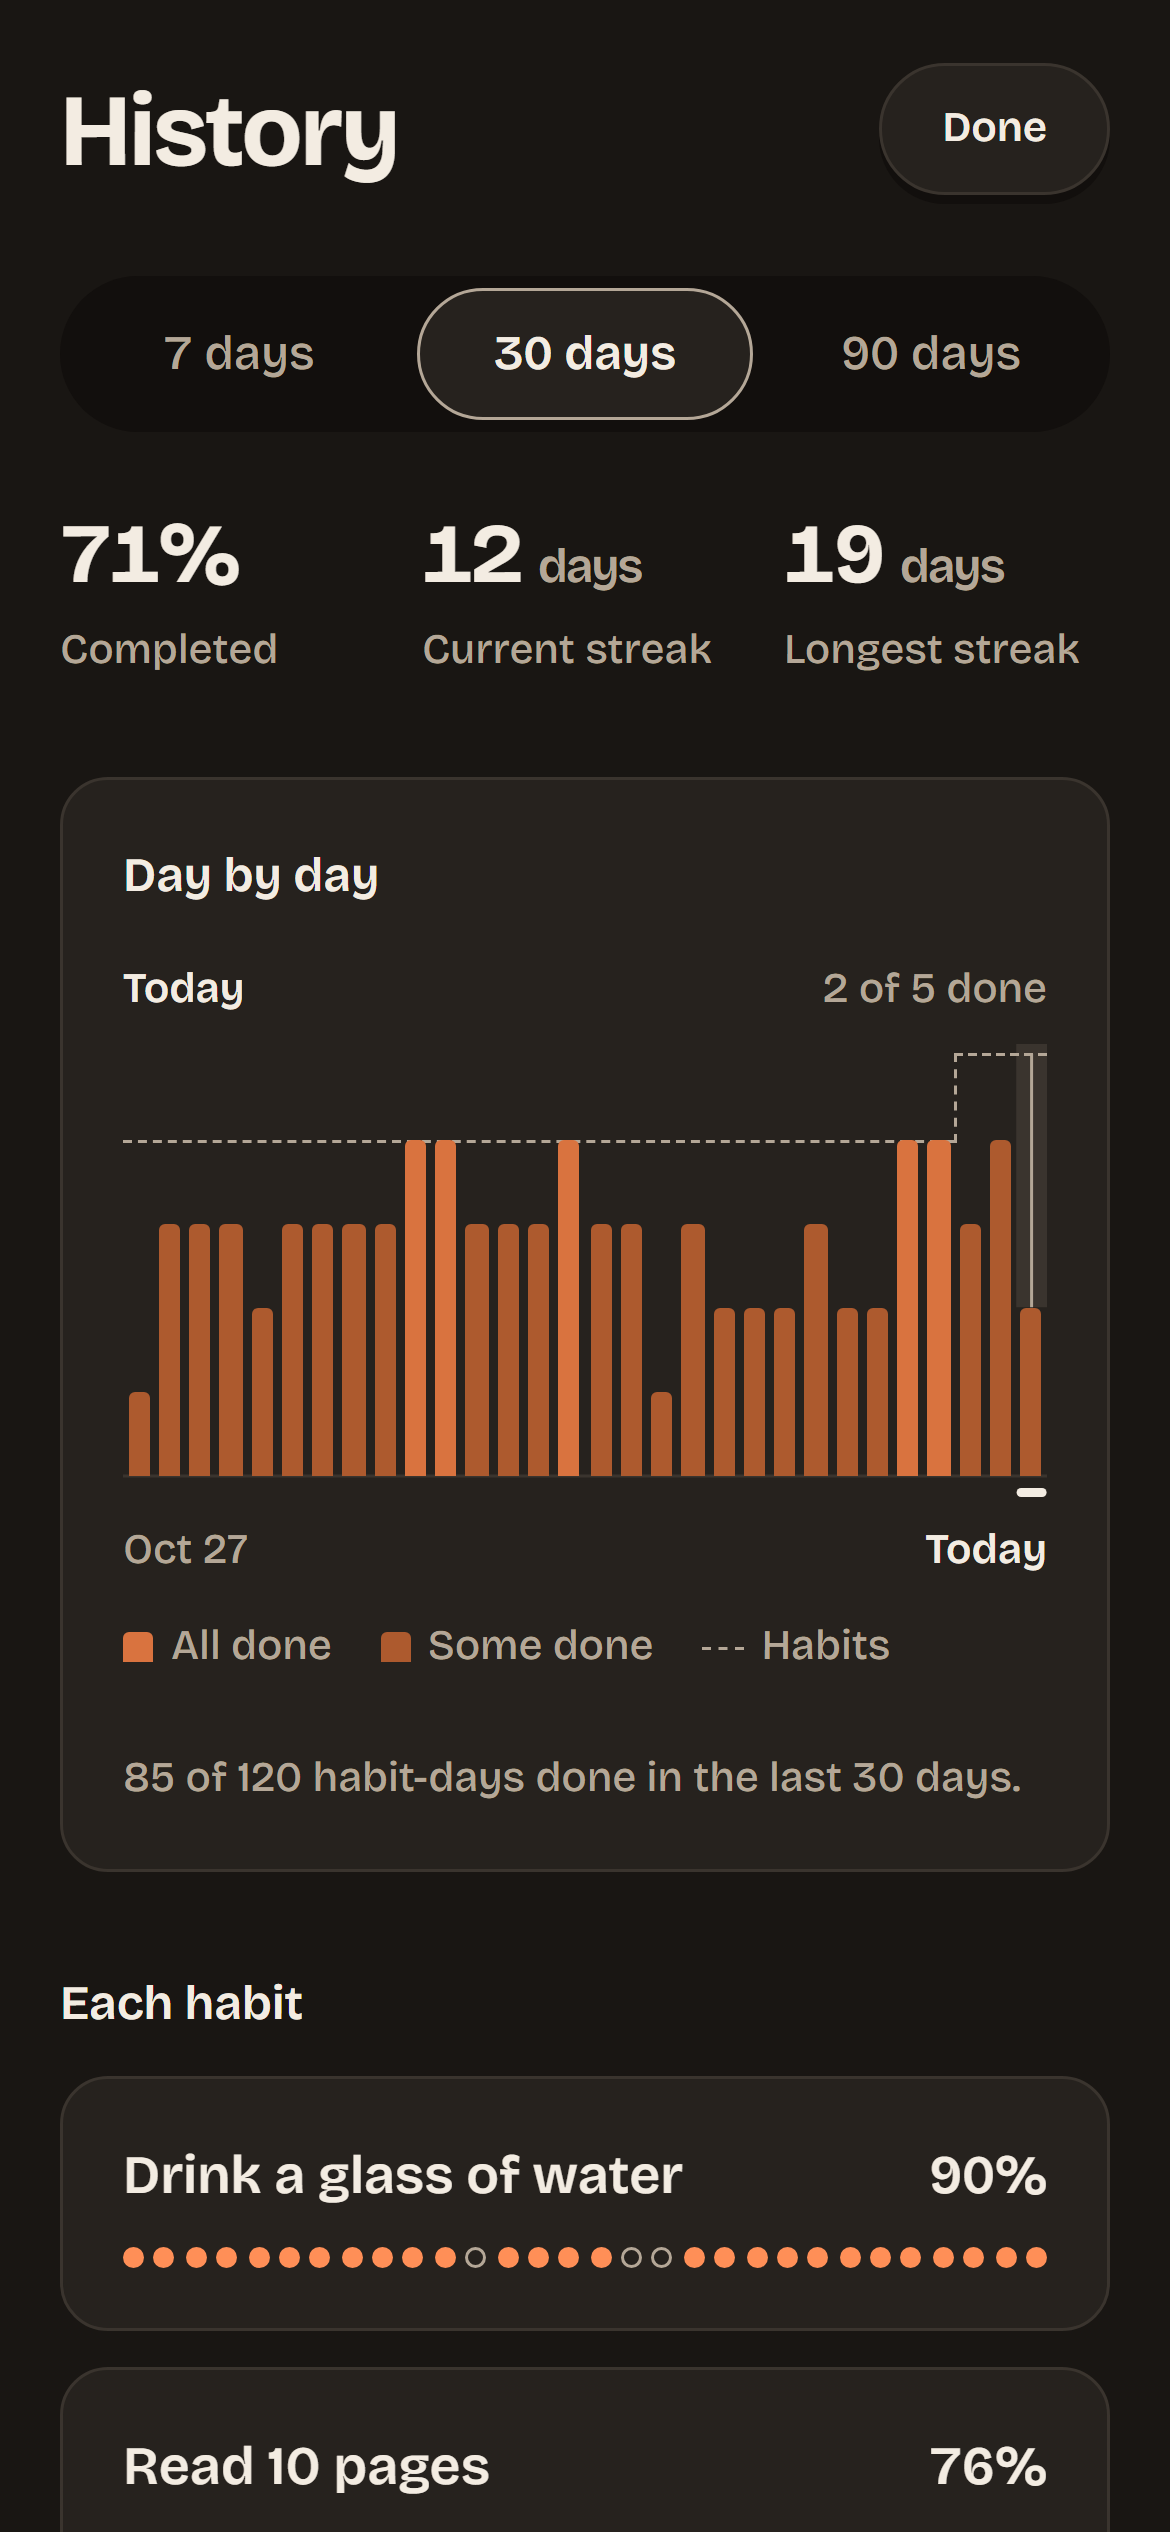 History
Done
7 days
30 days
90 days
71%
12 days
19 days
Completed
Current streak
Longest streak
Day by day
Today
2 of 5 done
Oct 27
Today
All done
Some done
Habits
85 of 120 habit-days done in the last 30 days.
Each habit
Drink a glass of water
90%
Read 10 pages
76%